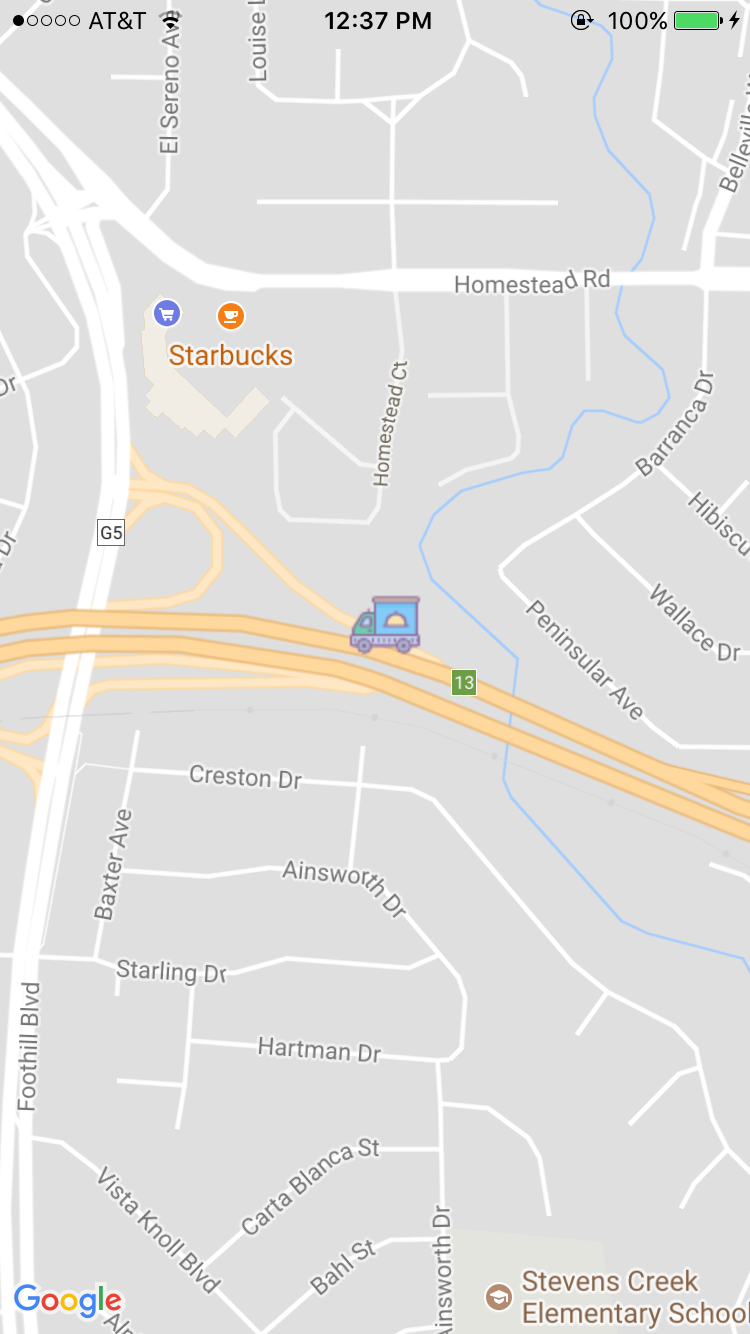 AT&T 12:37 PM 100%
El Sereno Ave
Louise L
Belleville W
Homestead Rd
Starbucks
Homestead Ct
Dr
Barranca Dr
Hibiscu
G5
Dr
Wallace Dr
Peninsular Ave
13
Creston Dr
Baxter Ave
Ainsworth Dr
Starling Dr
Foothill Blvd
Hartman Dr
Carta Blanca St
Vista Knoll Blvd
Bahl St
Ainsworth Dr
Stevens Creek
Elementary School
Google